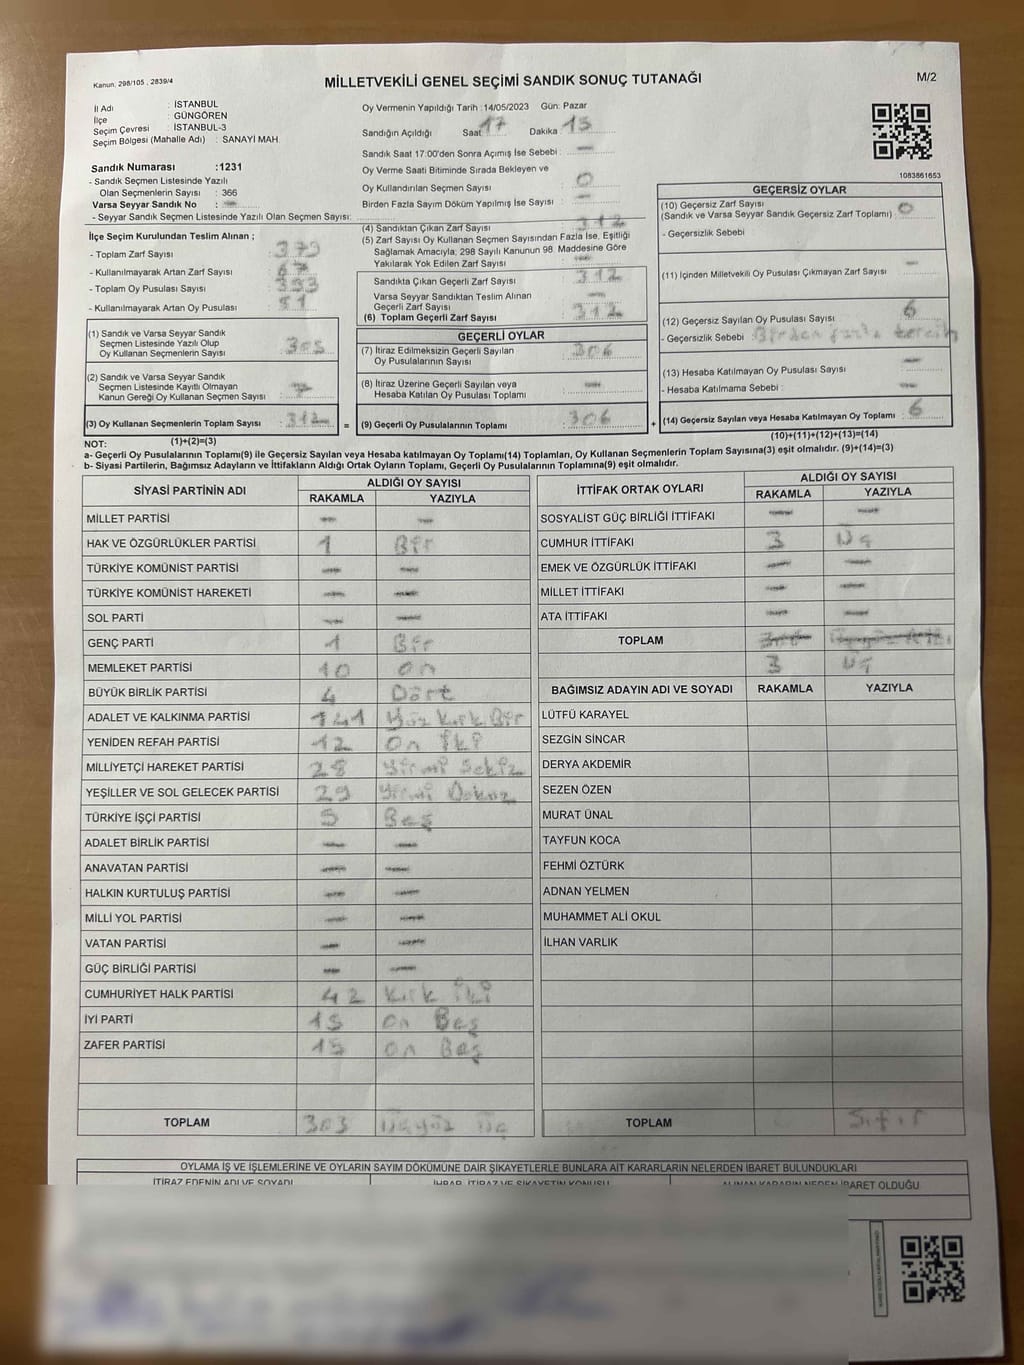 Kanun, 298/105 , 2839/4
MİLLETVEKİLİ GENEL SEÇİMİ SANDIK SONUÇ TUTANAĞI
M/2
İl Adı : İSTANBUL
İlçe : GÜNGÖREN
Seçim Çevresi : İSTANBUL-3
Seçim Bölgesi (Mahalle Adı) : SANAYİ MAH
Sandık Numarası :1231
- Sandık Seçmen Listesinde Yazılı
Olan Seçmenlerin Sayısı : 366
Varsa Seyyar Sandık No : -
- Seyyar Sandık Seçmen Listesinde Yazılı Olan Seçmen Sayısı:
Oy Vermenin Yapıldığı Tarih :14/05/2023 Gün: Pazar
Sandığın Açıldığı Saat 17 Dakika 15
Sandık Saat 17:00'den Sonra Açımış İse Sebebi : -
Oy Verme Saati Bitiminde Sırada Bekleyen ve
Oy Kullandırılan Seçmen Sayısı : 0
Birden Fazla Sayım Döküm Yapılmış İse Sayısı : -
1083861653
İlçe Seçim Kurulundan Teslim Alınan ;
- Toplam Zarf Sayısı : 379
- Kullanılmayarak Artan Zarf Sayısı : 67
- Toplam Oy Pusulası Sayısı : 393
- Kullanılmayarak Artan Oy Pusulası : 51
(1) Sandık ve Varsa Seyyar Sandık
Seçmen Listesinde Yazılı Olup
Oy Kullanan Seçmenlerin Sayısı : 305
(2) Sandık ve Varsa Seyyar Sandık
Seçmen Listesinde Kayıtlı Olmayan
Kanun Gereği Oy Kullanan Seçmen Sayısı : 7
(3) Oy Kullanan Seçmenlerin Toplam Sayısı : 312 =
(4) Sandıktan Çıkan Zarf Sayısı : 312
(5) Zarf Sayısı Oy Kullanan Seçmen Sayısından Fazla İse, Eşitliği
Sağlamak Amacıyla; 298 Sayılı Kanunun 98. Maddesine Göre
Yakılarak Yok Edilen Zarf Sayısı : -
Sandıkta Çıkan Geçerli Zarf Sayısı : 312
Varsa Seyyar Sandıktan Teslim Alınan
Geçerli Zarf Sayısı : -
(6) Toplam Geçerli Zarf Sayısı : 312
GEÇERLİ OYLAR
(7) İtiraz Edilmeksizin Geçerli Sayılan
Oy Pusulalarının Sayısı : 306
(8) İtiraz Üzerine Geçerli Sayılan veya
Hesaba Katılan Oy Pusulaları Toplamı : -
(9) Geçerli Oy Pusulalarının Toplamı : 306 +
GEÇERSİZ OYLAR
(10) Geçersiz Zarf Sayısı : 0
(Sandık ve Varsa Seyyar Sandık Geçersiz Zarf Toplamı)
- Geçersizlik Sebebi
(11) İçinden Milletvekili Oy Pusulası Çıkmayan Zarf Sayısı : -
(12) Geçersiz Sayılan Oy Pusulası Sayısı : 6
- Geçersizlik Sebebi : Birden fazla tercih
(13) Hesaba Katılmayan Oy Pusulası Sayısı : -
- Hesaba Katılmama Sebebi : -
(14) Geçersiz Sayılan veya Hesaba Katılmayan Oy Toplamı : 6
NOT: (1)+(2)=(3) (10)+(11)+(12)+(13)=(14)
a- Geçerli Oy Pusulalarının Toplamı(9) ile Geçersiz Sayılan veya Hesaba katılmayan Oy Toplamı(14) Toplamları, Oy Kullanan Seçmenlerin Toplam Sayısına(3) eşit olmalıdır. (9)+(14)=(3)
b- Siyasi Partilerin, Bağımsız Adayların ve İttifakların Aldığı Ortak Oyların Toplamı, Geçerli Oy Pusulalarının Toplamına(9) eşit olmalıdır.
SİYASİ PARTİNİN ADI ALDIĞI OY SAYISI
RAKAMLA YAZIYLA
MİLLET PARTİSİ - -
HAK VE ÖZGÜRLÜKLER PARTİSİ 1 Bir
TÜRKİYE KOMÜNİST PARTİSİ - -
TÜRKİYE KOMÜNİST HAREKETİ - -
SOL PARTİ - -
GENÇ PARTİ 1 Bir
MEMLEKET PARTİSİ 10 On
BÜYÜK BİRLİK PARTİSİ 4 Dört
ADALET VE KALKINMA PARTİSİ 141 Yüz Kırk Bir
YENİDEN REFAH PARTİSİ 12 On İki
MİLLİYETÇİ HAREKET PARTİSİ 28 Yirmi Sekiz
YEŞİLLER VE SOL GELECEK PARTİSİ 29 Yirmi Dokuz
TÜRKİYE İŞÇİ PARTİSİ 5 Beş
ADALET BİRLİK PARTİSİ - -
ANAVATAN PARTİSİ - -
HALKIN KURTULUŞ PARTİSİ - -
MİLLİ YOL PARTİSİ - -
VATAN PARTİSİ - -
GÜÇ BİRLİĞİ PARTİSİ - -
CUMHURİYET HALK PARTİSİ 42 Kırk İki
İYİ PARTİ 15 On Beş
ZAFER PARTİSİ 15 On Beş
TOPLAM 303 Üçyüz Üç
İTTİFAK ORTAK OYLARI ALDIĞI OY SAYISI
RAKAMLA YAZIYLA
SOSYALİST GÜÇ BİRLİĞİ İTTİFAKI - -
CUMHUR İTTİFAKI 3 Üç
EMEK VE ÖZGÜRLÜK İTTİFAKI - -
MİLLET İTTİFAKI - -
ATA İTTİFAKI - -
TOPLAM
3 Üç
BAĞIMSIZ ADAYIN ADI VE SOYADI RAKAMLA YAZIYLA
LÜTFÜ KARAYEL
SEZGİN SİNCAR
DERYA AKDEMİR
SEZEN ÖZEN
MURAT ÜNAL
TAYFUN KOCA
FEHMİ ÖZTÜRK
ADNAN YELMEN
MUHAMMET ALİ OKUL
İLHAN VARLIK
TOPLAM Sıfır
OYLAMA İŞ VE İŞLEMLERİNE VE OYLARIN SAYIM DÖKÜMÜNE DAİR ŞİKAYETLERLE BUNLARA AİT KARARLARIN NELERDEN İBARET BULUNDUKLARI
İTİRAZ EDENİN ADI VE SOYADI İHBAR, İTİRAZ VE ŞİKAYETİN KONUSU ALINAN KARARIN NEDEN İBARET OLDUĞU